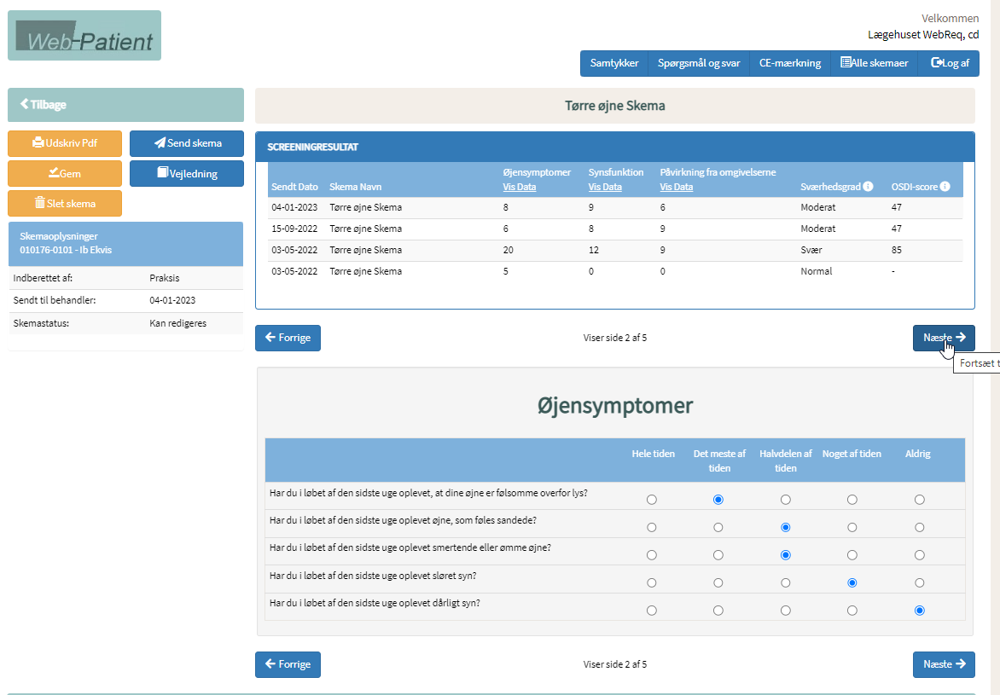 Web-Patient
Velkommen
Lægehuset WebReq, cd
Samtykker Spørgsmål og svar CE-mærkning Alle skemaer Log af
Tilbage
Udskriv Pdf Send skema
Gem Vejledning
Slet skema
Skemaoplysninger
010176-0101 - Ib Ekvis
Indberettet af: Praksis
Sendt til behandler: 04-01-2023
Skemastatus: Kan redigeres
Tørre øjne Skema
SCREENINGRESULTAT
Øjensymptomer Synsfunktion Påvirkning fra omgivelserne
Sendt Dato Skema Navn Vis Data Vis Data Vis Data Sværhedsgrad OSDI-score
04-01-2023 Tørre øjne Skema 8 9 6 Moderat 47
15-09-2022 Tørre øjne Skema 6 8 9 Moderat 47
03-05-2022 Tørre øjne Skema 20 12 9 Svær 85
03-05-2022 Tørre øjne Skema 5 0 0 Normal -
Forrige Viser side 2 af 5 Næste
Fortsæt t
Øjensymptomer
Hele tiden Det meste af tiden Halvdelen af tiden Noget af tiden Aldrig
Har du i løbet af den sidste uge oplevet, at dine øjne er følsomme overfor lys?
Har du i løbet af den sidste uge oplevet øjne, som føles sandede?
Har du i løbet af den sidste uge oplevet smertende eller ømme øjne?
Har du i løbet af den sidste uge oplevet sløret syn?
Har du i løbet af den sidste uge oplevet dårligt syn?
Forrige Viser side 2 af 5 Næste